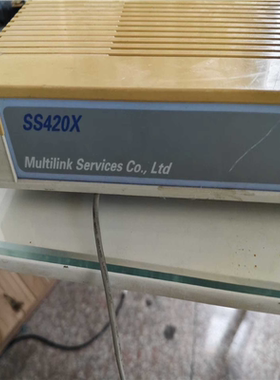 SS420X
Multilink Services Co., Ltd